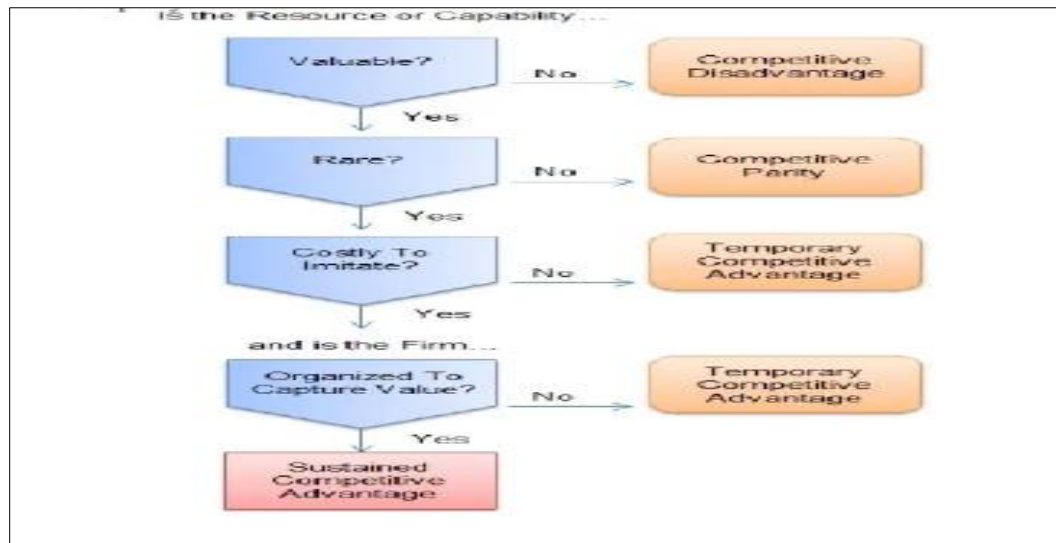 is the Resource or Capability...
Valuable?
No
Competitive
Disadvantage
Yes
Rare?
No
Competitive
Parity
Yes
Costly To
Imitate?
No
Temporary
Competitive
Advantage
Yes
and is the Firm...
Organized To
Capture Value?
No
Temporary
Competitive
Advantage
Yes
Sustained
Competitive
Advantage